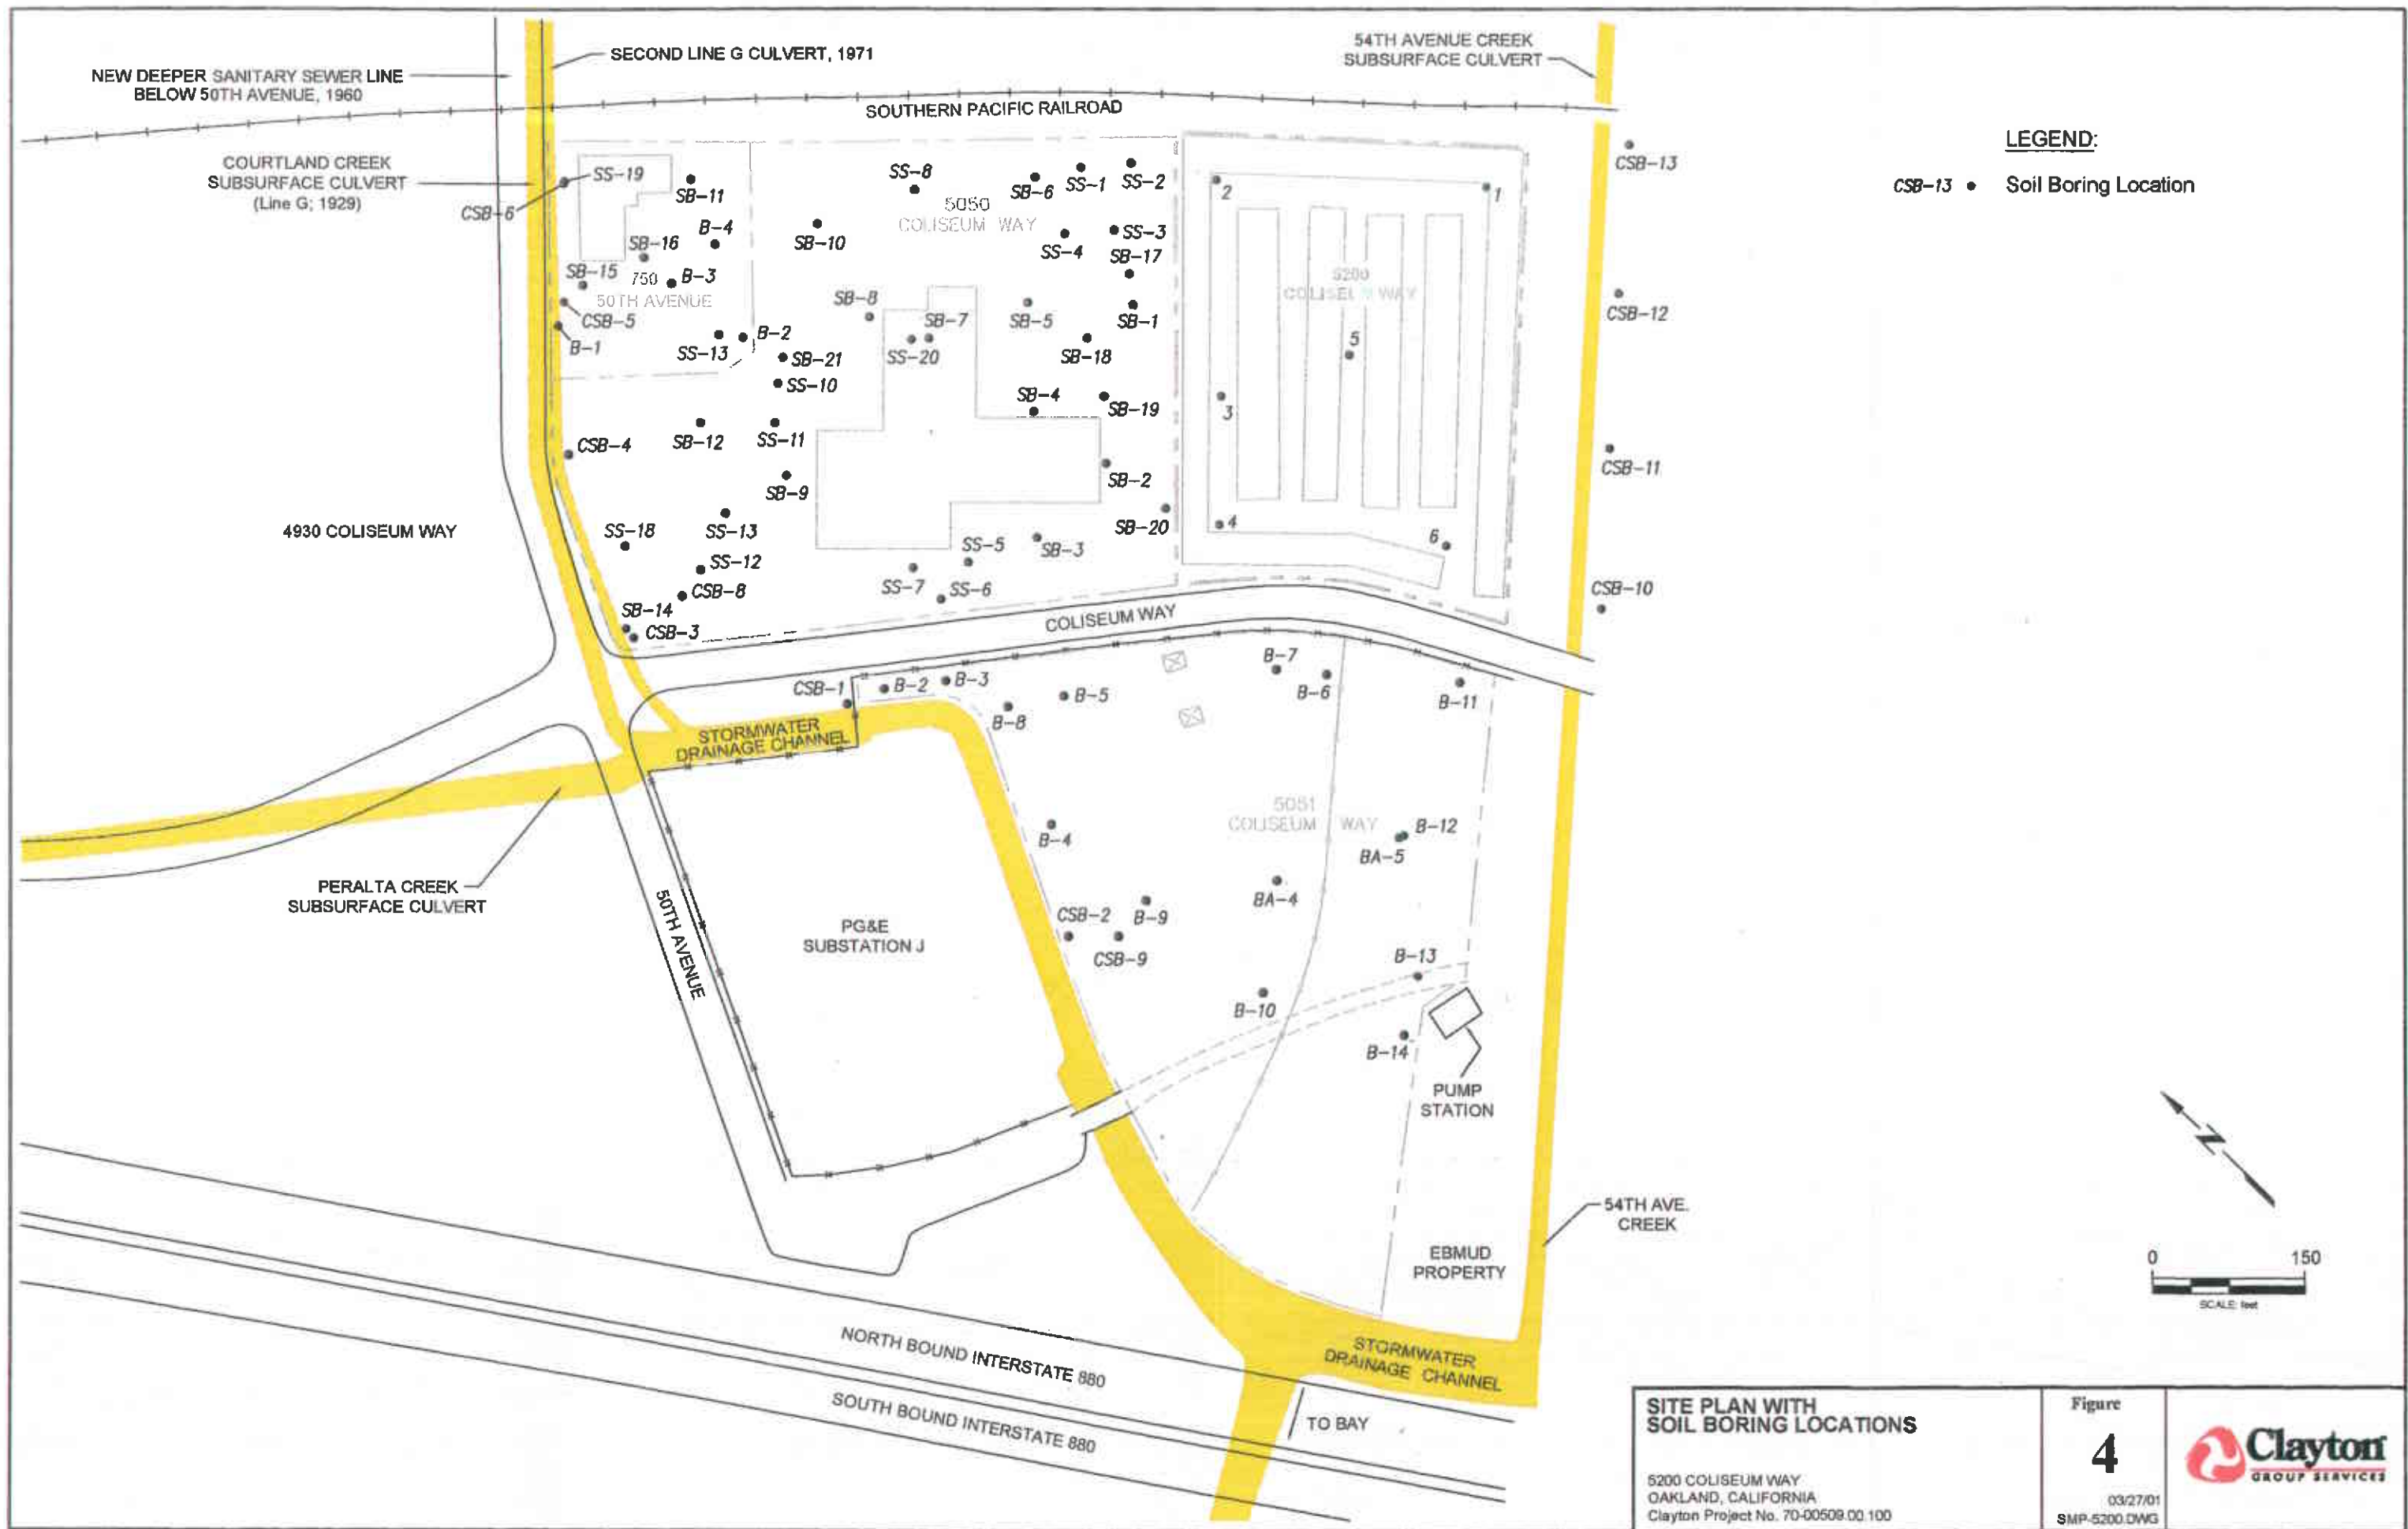 SECOND LINE G CULVERT, 1971
54TH AVENUE CREEK
SUBSURFACE CULVERT
NEW DEEPER SANITARY SEWER LINE
BELOW 50TH AVENUE, 1960
SOUTHERN PACIFIC RAILROAD
LEGEND:
CSB-13 Soil Boring Location
COURTLAND CREEK
SUBSURFACE CULVERT
(Line G; 1929)
CSB-6
SS-19
SB-11
SS-8
SB-6
SS-1
SS-2
2
1
CSB-13
5050
COLISEUM WAY
SB-16
B-4
SB-10
SS-4
SS-3
SB-17
SB-15
750
B-3
50TH AVENUE
SB-8
SB-7
SB-5
SB-1
5200
COLISEUM WAY
CSB-12
CSB-5
B-1
SS-13
B-2
SB-21
SS-20
SB-18
5
SS-10
SB-4
SB-19
3
CSB-4
SB-12
SS-11
SB-9
SB-2
CSB-11
4930 COLISEUM WAY
SS-18
SS-13
SB-20
4
6
SS-12
SS-5
SB-3
SS-7
SS-6
CSB-8
SB-14
CSB-3
CSB-10
COLISEUM WAY
CSB-1
B-2
B-3
B-5
B-8
B-7
B-6
B-11
STORMWATER
DRAINAGE CHANNEL
5051
COLISEUM WAY
B-4
B-12
BA-5
PERALTA CREEK
SUBSURFACE CULVERT
50TH AVENUE
PG&E
SUBSTATION J
BA-4
CSB-2
B-9
CSB-9
B-13
B-10
B-14
PUMP
STATION
Z
54TH AVE.
CREEK
EBMUD
PROPERTY
0 150
SCALE: feet
NORTH BOUND INTERSTATE 880
SOUTH BOUND INTERSTATE 880
STORMWATER
DRAINAGE CHANNEL
TO BAY
SITE PLAN WITH
SOIL BORING LOCATIONS
5200 COLISEUM WAY
OAKLAND, CALIFORNIA
Clayton Project No. 70-00509.00.100
Figure
4
03/27/01
SMP-5200.DWG
Clayton
GROUP SERVICES